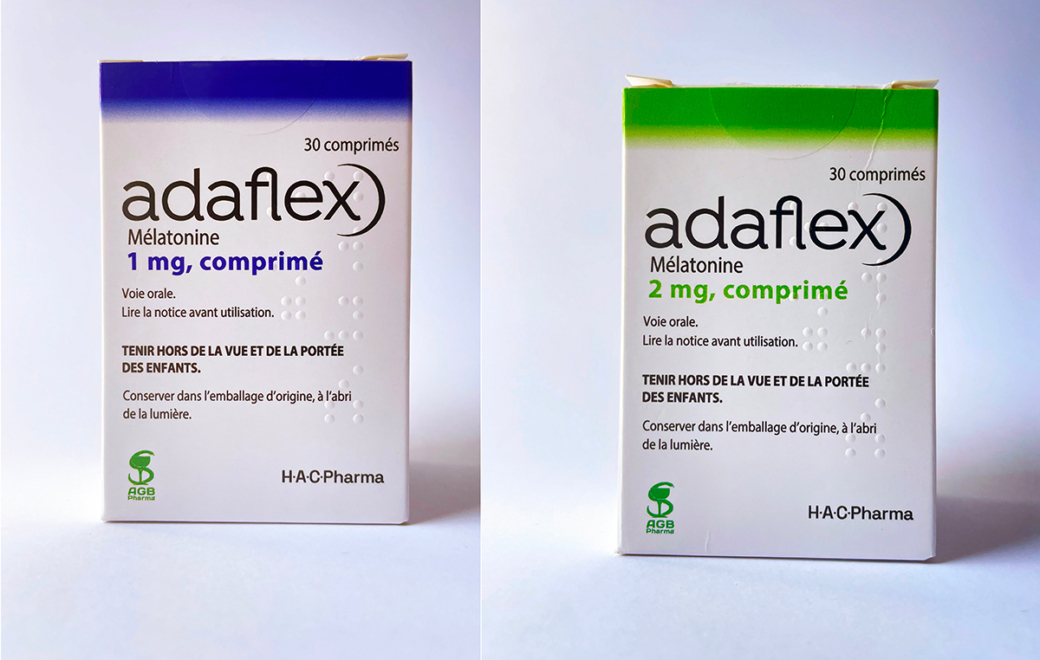 30 comprimés
adaflex)
Mélatonine
1 mg, comprimé
Voie orale.
Lire la notice avant utilisation.
TENIR HORS DE LA VUE ET DE LA PORTÉE
DES ENFANTS.
Conserver dans l'emballage d'origine, à l'abri
de la lumière.
AGB
Pharma
H·A·C·Pharma
30 comprimés
adaflex)
Mélatonine
2 mg, comprimé
Voie orale.
Lire la notice avant utilisation.
TENIR HORS DE LA VUE ET DE LA PORTÉE
DES ENFANTS.
Conserver dans l'emballage d'origine, à l'abri
de la lumière.
AGB
Pharma
H·A·C·Pharma